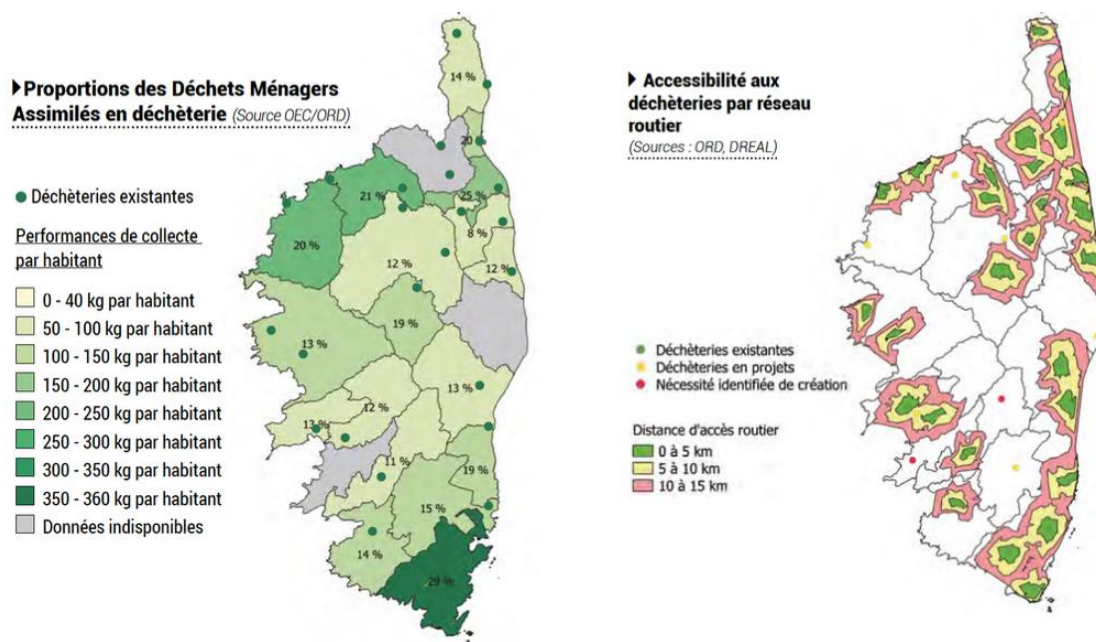 ▶Proportions des Déchets Ménagers
Assimilés en déchèterie (Source OEC/ORD)
Déchèteries existantes
Performances de collecte
par habitant
0 - 40 kg par habitant
50 - 100 kg par habitant
100 - 150 kg par habitant
150 - 200 kg par habitant
200 - 250 kg par habitant
250 - 300 kg par habitant
300 - 350 kg par habitant
350 - 360 kg par habitant
Données indisponibles
14 %
20
21 %
25 %
20 %
8 %
12 %
12 %
19 %
13 %
13 %
12 %
13 %
11 %
19 %
15 %
14 %
29 %
▶ Accessibilité aux
déchèteries par réseau
routier
(Sources : ORD, DREAL)
Déchèteries existantes
Déchèteries en projets
Nécessité identifiée de création
Distance d'accès routier
0 à 5 km
5 à 10 km
10 à 15 km